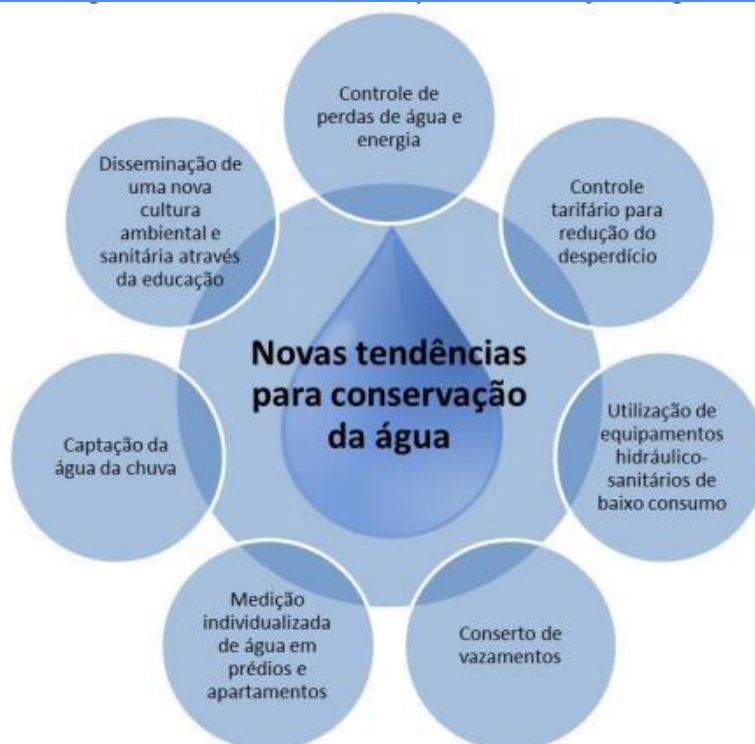 Controle de
perdas de água e
energia
Controle
tarifário para
redução do
desperdício
Utilização de
equipamentos
hidráulico-
sanitários de
baixo consumo
Conserto de
vazamentos
Medição
individualizada
de água em
prédios e
apartamentos
Captação da
água da chuva
Disseminação de
uma nova
cultura
ambiental e
sanitária através
da educação
Novas tendências
para conservação
da água